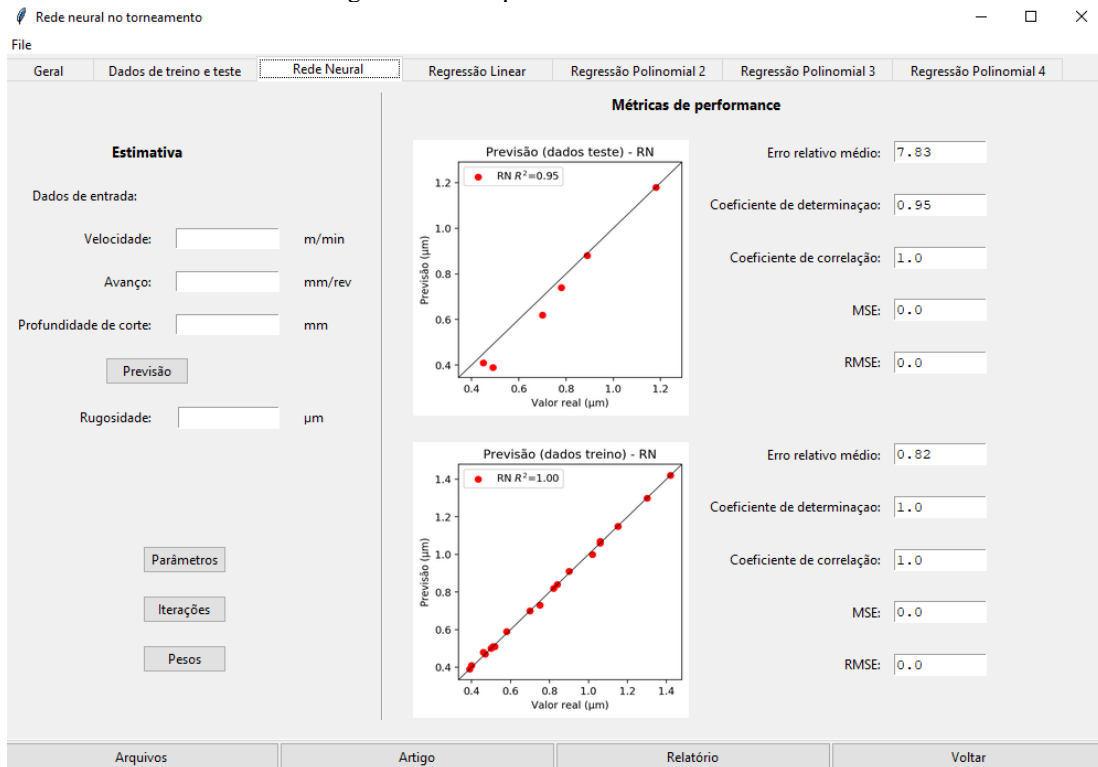 Rede neural no torneamento
File
Geral Dados de treino e teste Rede Neural Regressão Linear Regressão Polinomial 2 Regressão Polinomial 3 Regressão Polinomial 4
Estimativa
Dados de entrada:
Velocidade: m/min
Avanço: mm/rev
Profundidade de corte: mm
Previsão
Rugosidade: µm
Parâmetros
Iterações
Pesos
Métricas de performance
Previsão (dados teste) - RN
RN R²=0.95
Previsão (µm)
1.2
1.0
0.8
0.6
0.4
0.4 0.6 0.8 1.0 1.2
Valor real (µm)
Erro relativo médio: 7.83
Coeficiente de determinaçao: 0.95
Coeficiente de correlação: 1.0
MSE: 0.0
RMSE: 0.0
Previsão (dados treino) - RN
RN R²=1.00
Previsão (µm)
1.4
1.2
1.0
0.8
0.6
0.4
0.4 0.6 0.8 1.0 1.2 1.4
Valor real (µm)
Erro relativo médio: 0.82
Coeficiente de determinaçao: 1.0
Coeficiente de correlação: 1.0
MSE: 0.0
RMSE: 0.0
Arquivos Artigo Relatório Voltar